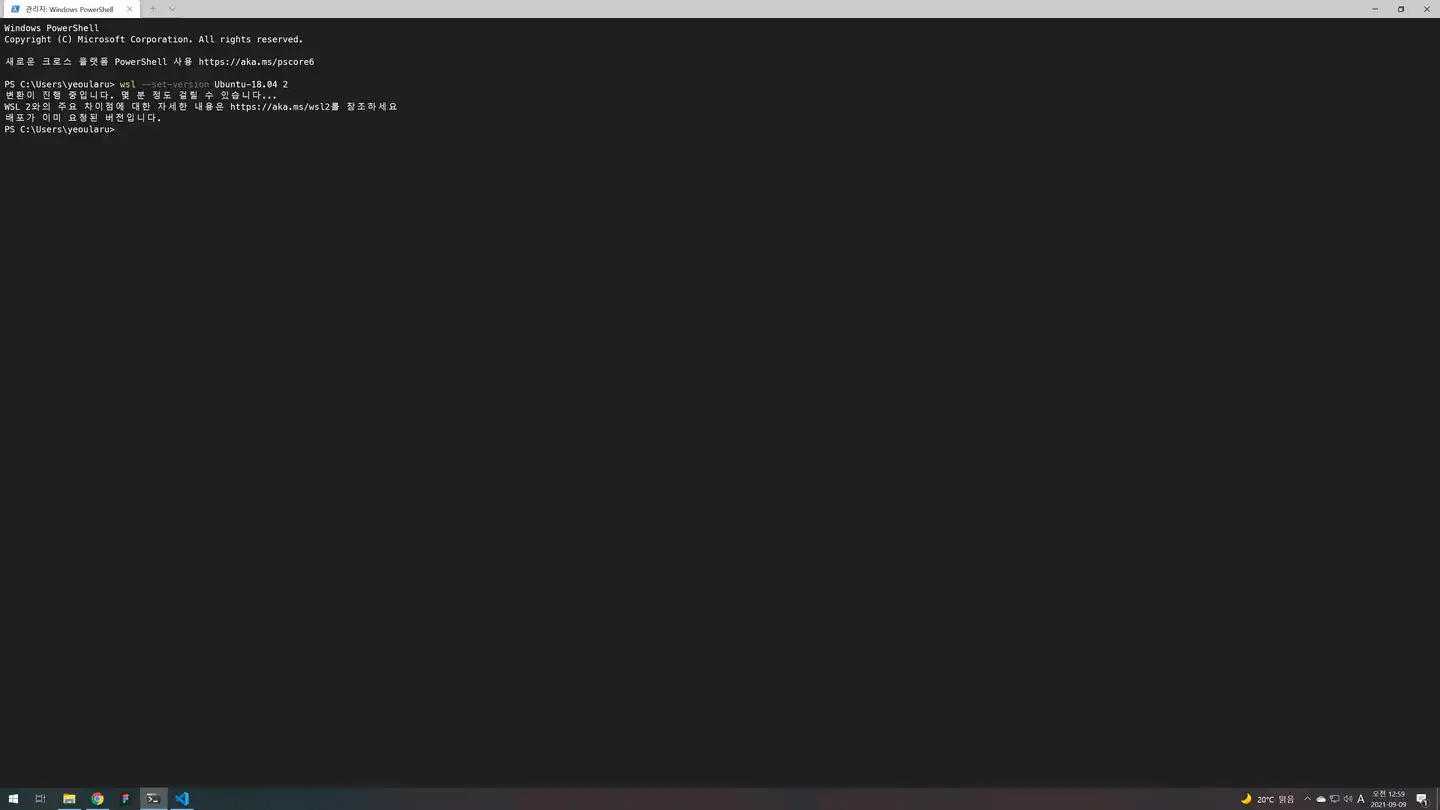 관리자: Windows PowerShell
Windows PowerShell
Copyright (C) Microsoft Corporation. All rights reserved.
새로운 크로스 플랫폼 PowerShell 사용 https://aka.ms/pscore6
PS C:\Users\yeoularu> wsl --set-version Ubuntu-18.04 2
변환이 진행 중입니다. 몇 분 정도 걸릴 수 있습니다...
WSL 2와의 주요 차이점에 대한 자세한 내용은 https://aka.ms/wsl2를 참조하세요
배포가 이미 요청된 버전입니다.
PS C:\Users\yeoularu>
20°C 맑음
A
오전 12:59
2021-09-09
1